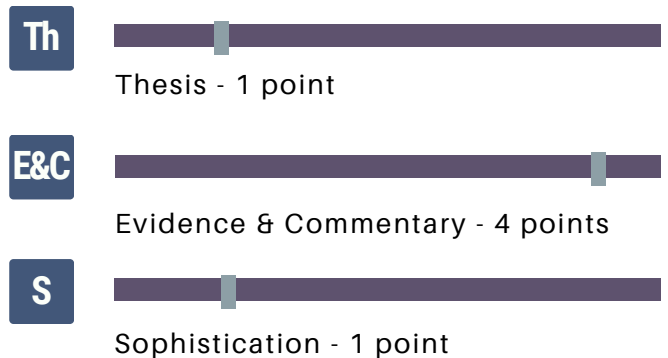 Th
Thesis - 1 point
E&C
Evidence & Commentary - 4 points
S
Sophistication - 1 point